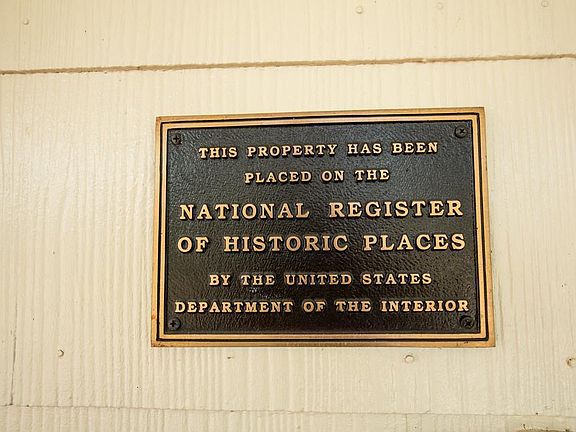 THIS PROPERTY HAS BEEN
PLACED ON THE
NATIONAL REGISTER
OF HISTORIC PLACES
BY THE UNITED STATES
DEPARTMENT OF THE INTERIOR